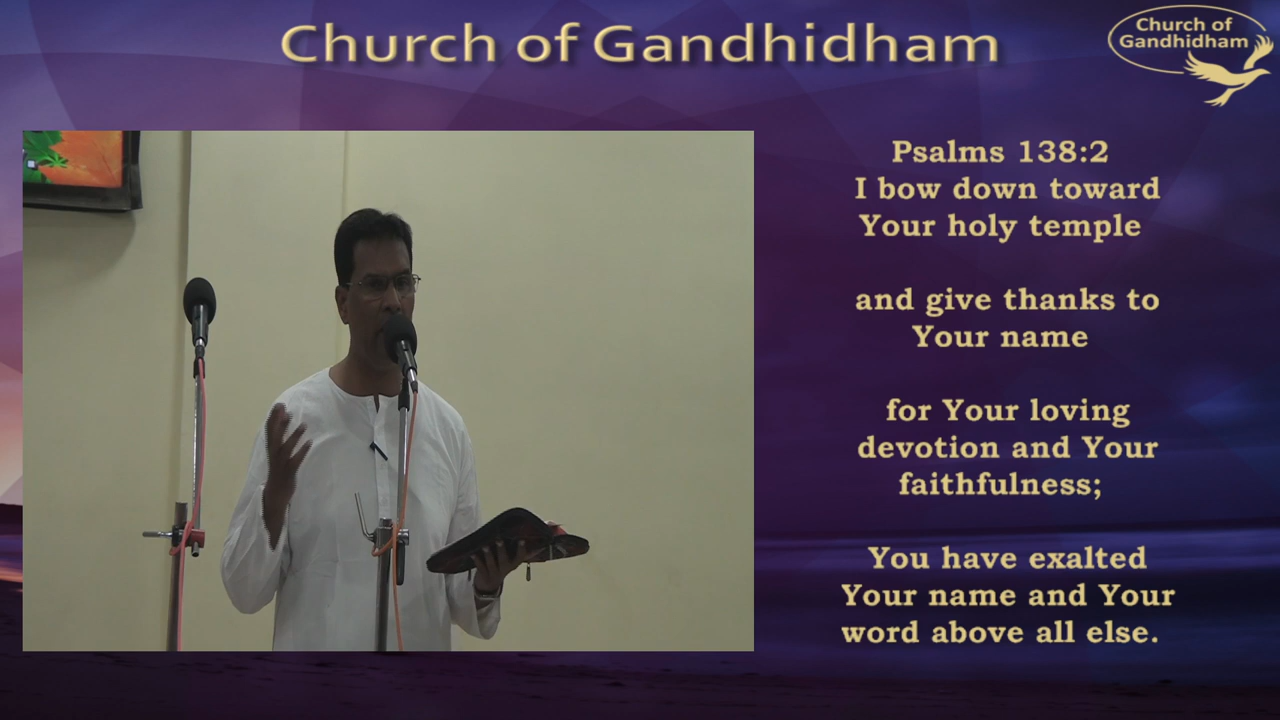 Church of Gandhidham
Church of
Gandhidham
Psalms 138:2
I bow down toward
Your holy temple
and give thanks to
Your name
for Your loving
devotion and Your
faithfulness;
You have exalted
Your name and Your
word above all else.